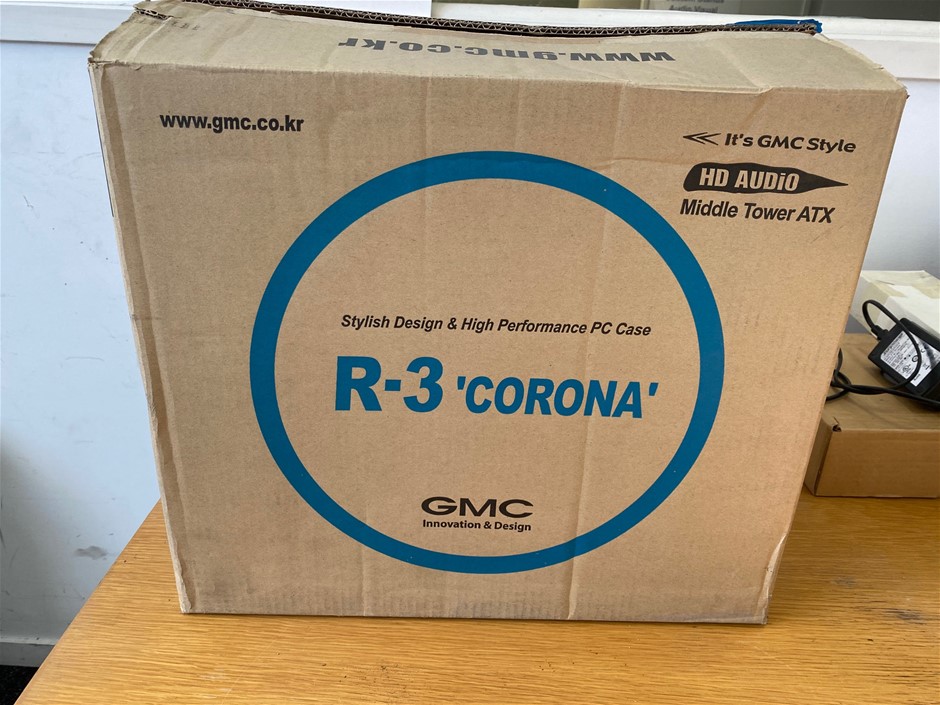 www.gmc.co.kr
www.gmc.co.kr
It's GMC Style
HD AUDiO
Middle Tower ATX
Stylish Design & High Performance PC Case
R-3 'CORONA'
GMC
Innovation & Design